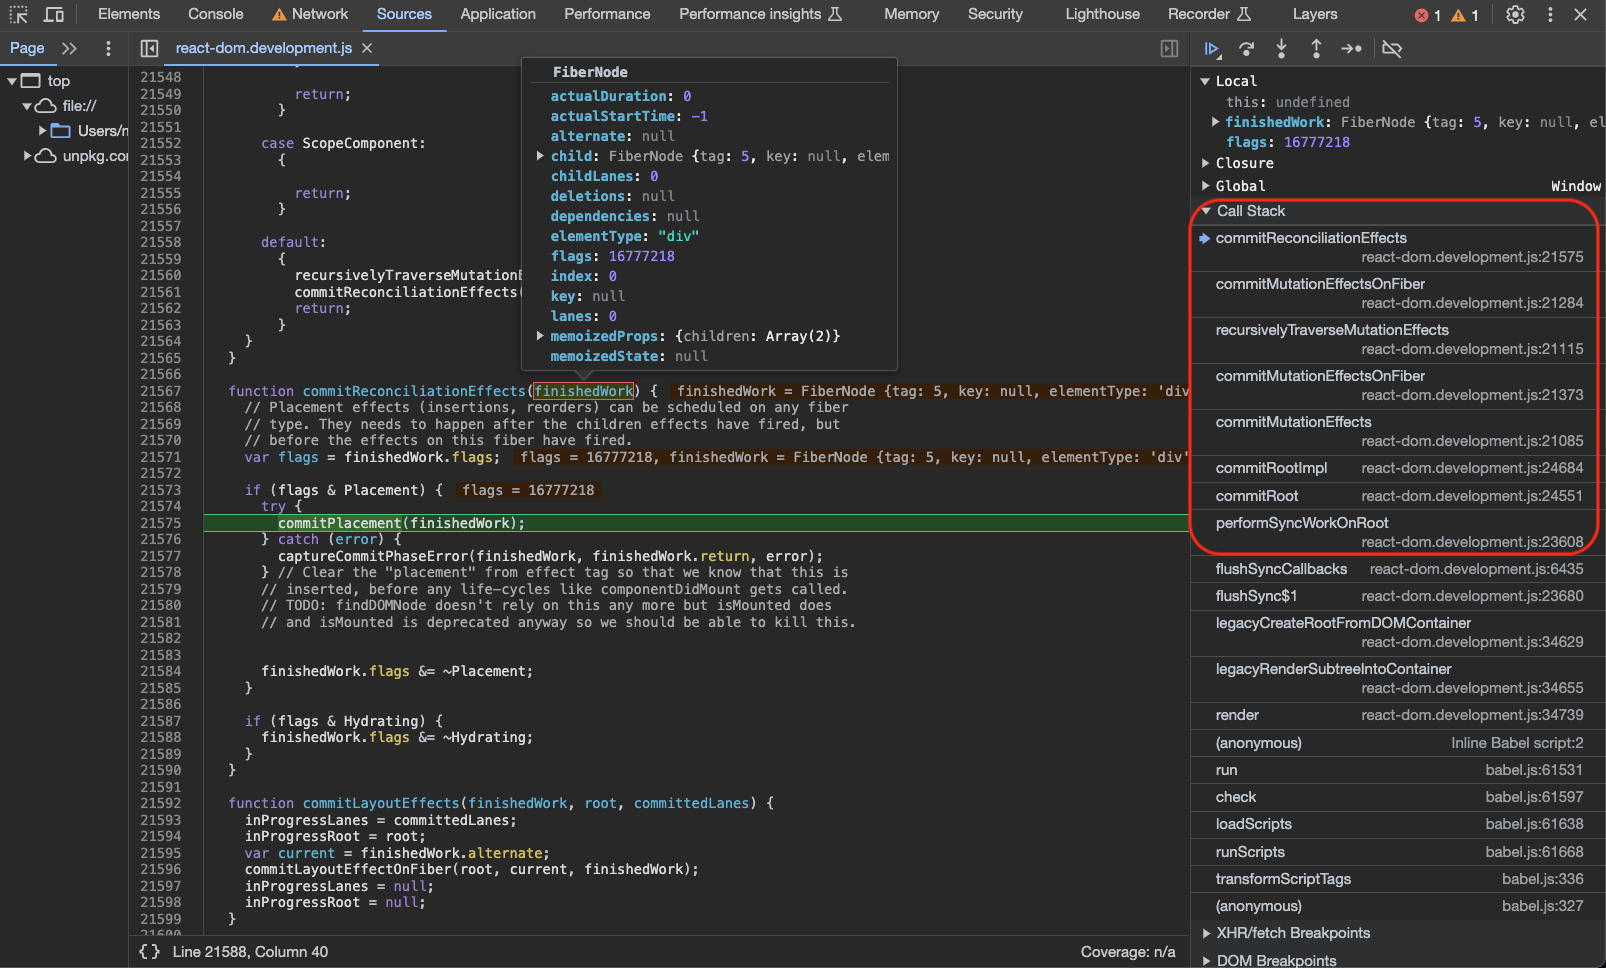 Elements Console Network Sources Application Performance Performance insights Memory Security Lighthouse Recorder Layers 1 1
Page
react-dom.development.js
top
file://
Users/
unpkg.co
21548
21549 return;
21550 }
21551
21552 case ScopeComponent:
21553 {
21554
21555 return;
21556 }
21557
21558 default:
21559 {
21560 recursivelyTraverseMutation
21561 commitReconciliationEffects(
21562 return;
21563 }
21564 }
21565 }
21566
21567 function commitReconciliationEffects(finishedWork) { finishedWork = FiberNode {tag: 5, key: null, elementType: 'div
21568 // Placement effects (insertions, reorders) can be scheduled on any fiber
21569 // type. They needs to happen after the children effects have fired, but
21570 // before the effects on this fiber have fired.
21571 var flags = finishedWork.flags; flags = 16777218, finishedWork = FiberNode {tag: 5, key: null, elementType: 'div'
21572
21573 if (flags & Placement) { flags = 16777218
21574 try {
21575 commitPlacement(finishedWork);
21576 } catch (error) {
21577 captureCommitPhaseError(finishedWork, finishedWork.return, error);
21578 } // Clear the "placement" from effect tag so that we know that this is
21579 // inserted, before any life-cycles like componentDidMount gets called.
21580 // TODO: findDOMNode doesn't rely on this any more but isMounted does
21581 // and isMounted is deprecated anyway so we should be able to kill this.
21582
21583
21584 finishedWork.flags &= ~Placement;
21585 }
21586
21587 if (flags & Hydrating) {
21588 finishedWork.flags &= ~Hydrating;
21589 }
21590 }
21591
21592 function commitLayoutEffects(finishedWork, root, committedLanes) {
21593 inProgressLanes = committedLanes;
21594 inProgressRoot = root;
21595 var current = finishedWork.alternate;
21596 commitLayoutEffectOnFiber(root, current, finishedWork);
21597 inProgressLanes = null;
21598 inProgressRoot = null;
21599 }
21600
FiberNode
actualDuration: 0
actualStartTime: -1
alternate: null
child: FiberNode {tag: 5, key: null, elem
childLanes: 0
deletions: null
dependencies: null
elementType: "div"
flags: 16777218
index: 0
key: null
lanes: 0
memoizedProps: {children: Array(2)}
memoizedState: null
{} Line 21588, Column 40 Coverage: n/a
Local
this: undefined
finishedWork: FiberNode {tag: 5, key: null, el
flags: 16777218
Closure
Global Window
Call Stack
commitReconciliationEffects
react-dom.development.js:21575
commitMutationEffectsOnFiber
react-dom.development.js:21284
recursivelyTraverseMutationEffects
react-dom.development.js:21115
commitMutationEffectsOnFiber
react-dom.development.js:21373
commitMutationEffects
react-dom.development.js:21085
commitRootImpl react-dom.development.js:24684
commitRoot react-dom.development.js:24551
performSyncWorkOnRoot
react-dom.development.js:23608
flushSyncCallbacks react-dom.development.js:6435
flushSync$1 react-dom.development.js:23680
legacyCreateRootFromDOMContainer
react-dom.development.js:34629
legacyRenderSubtreeIntoContainer
react-dom.development.js:34655
render react-dom.development.js:34739
(anonymous) Inline Babel script:2
run babel.js:61531
check babel.js:61597
loadScripts babel.js:61638
runScripts babel.js:61668
transformScriptTags babel.js:336
(anonymous) babel.js:327
XHR/fetch Breakpoints
DOM Breakpoints